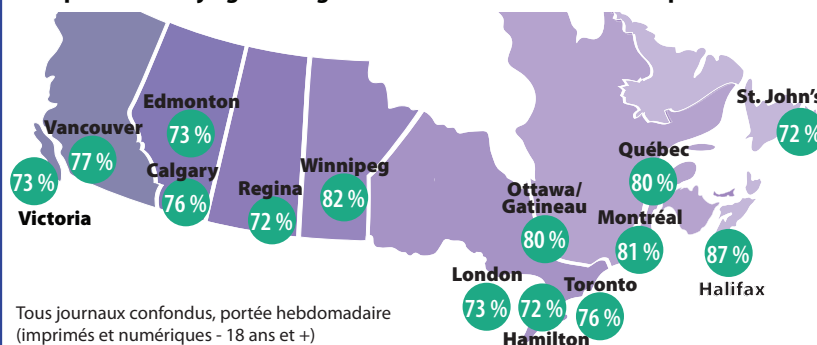 Edmonton
73 %
Vancouver
77 %
Calgary
76 %
73 %
Victoria
Regina
72 %
Winnipeg
82 %
St. John's
72 %
Québec
80 %
Ottawa/
Gatineau
80 %
Montréal
81 %
87 %
Halifax
London
73 %
72 %
Hamilton
Toronto
76 %
Tous journaux confondus, portée hebdomadaire
(imprimés et numériques - 18 ans et +)